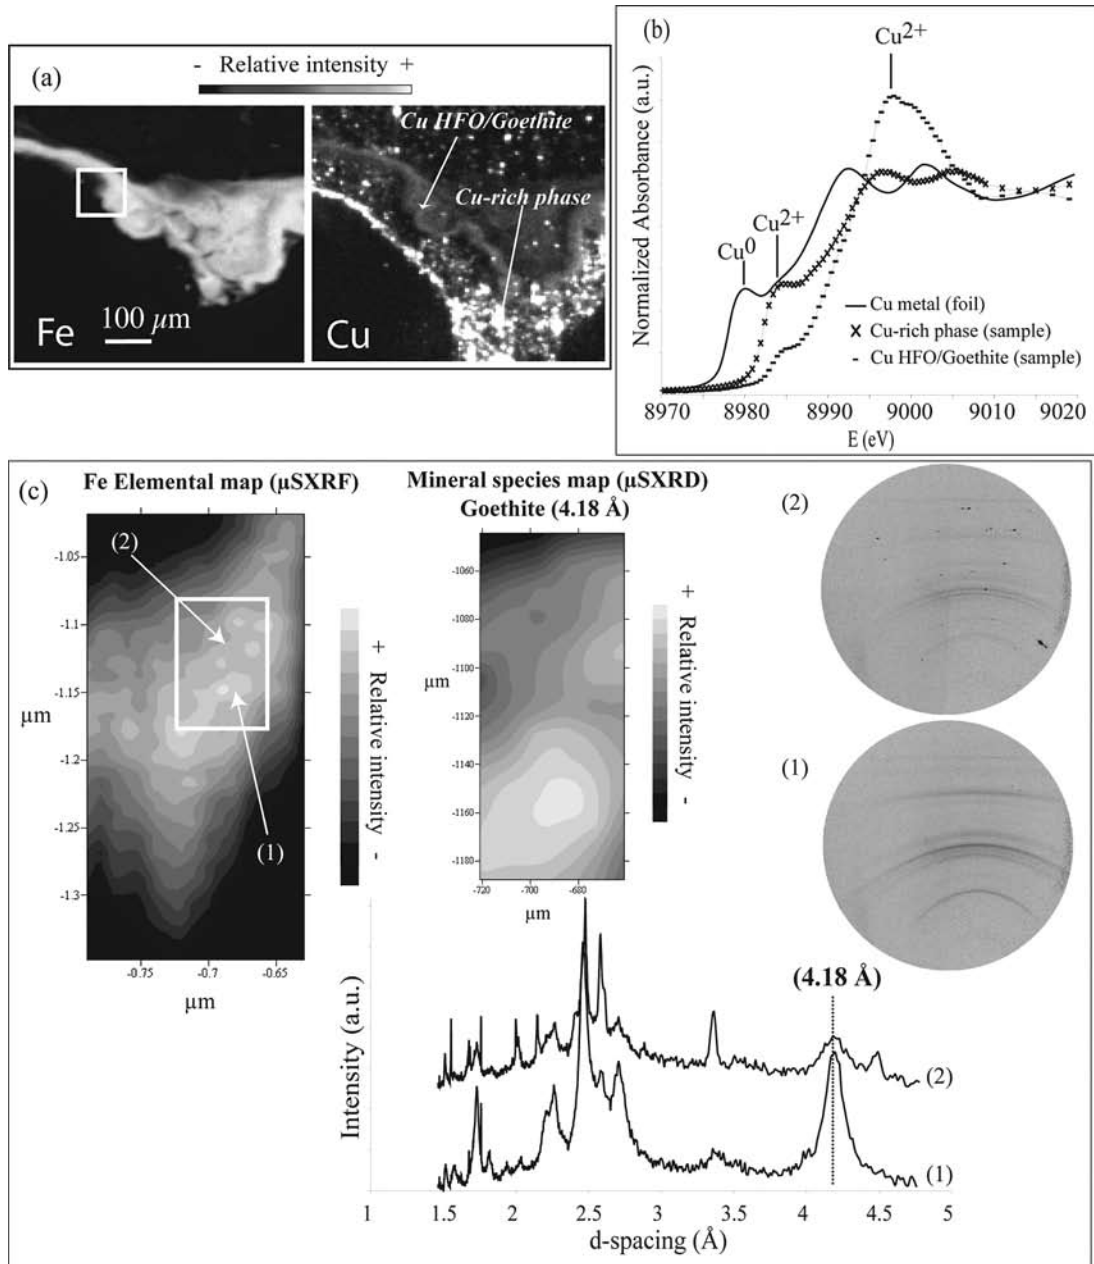 (a)
- Relative intensity +
Cu HFO/Goethite
Cu-rich phase
Fe
100 µm
Cu
(b)
Normalized Absorbance (a.u.)
Cu2+
Cu2+
Cu0
Cu metal (foil)
Cu-rich phase (sample)
Cu HFO/Goethite (sample)
8970 8980 8990 9000 9010 9020
E (eV)
(c)
Fe Elemental map (µSXRF)
(2)
(1)
-1.05
-1.1
-1.15
-1.2
-1.25
-1.3
µm
-0.75 -0.7 -0.65
µm
- Relative intensity +
Mineral species map (µSXRD)
Goethite (4.18 Å)
-1060
-1080
-1100
-1120
-1140
-1160
-1180
µm
-720 -700 -680
µm
- Relative intensity +
(2)
(1)
Intensity (a.u.)
(4.18 Å)
(2)
(1)
1 1.5 2 2.5 3 3.5 4 4.5 5
d-spacing (Å)